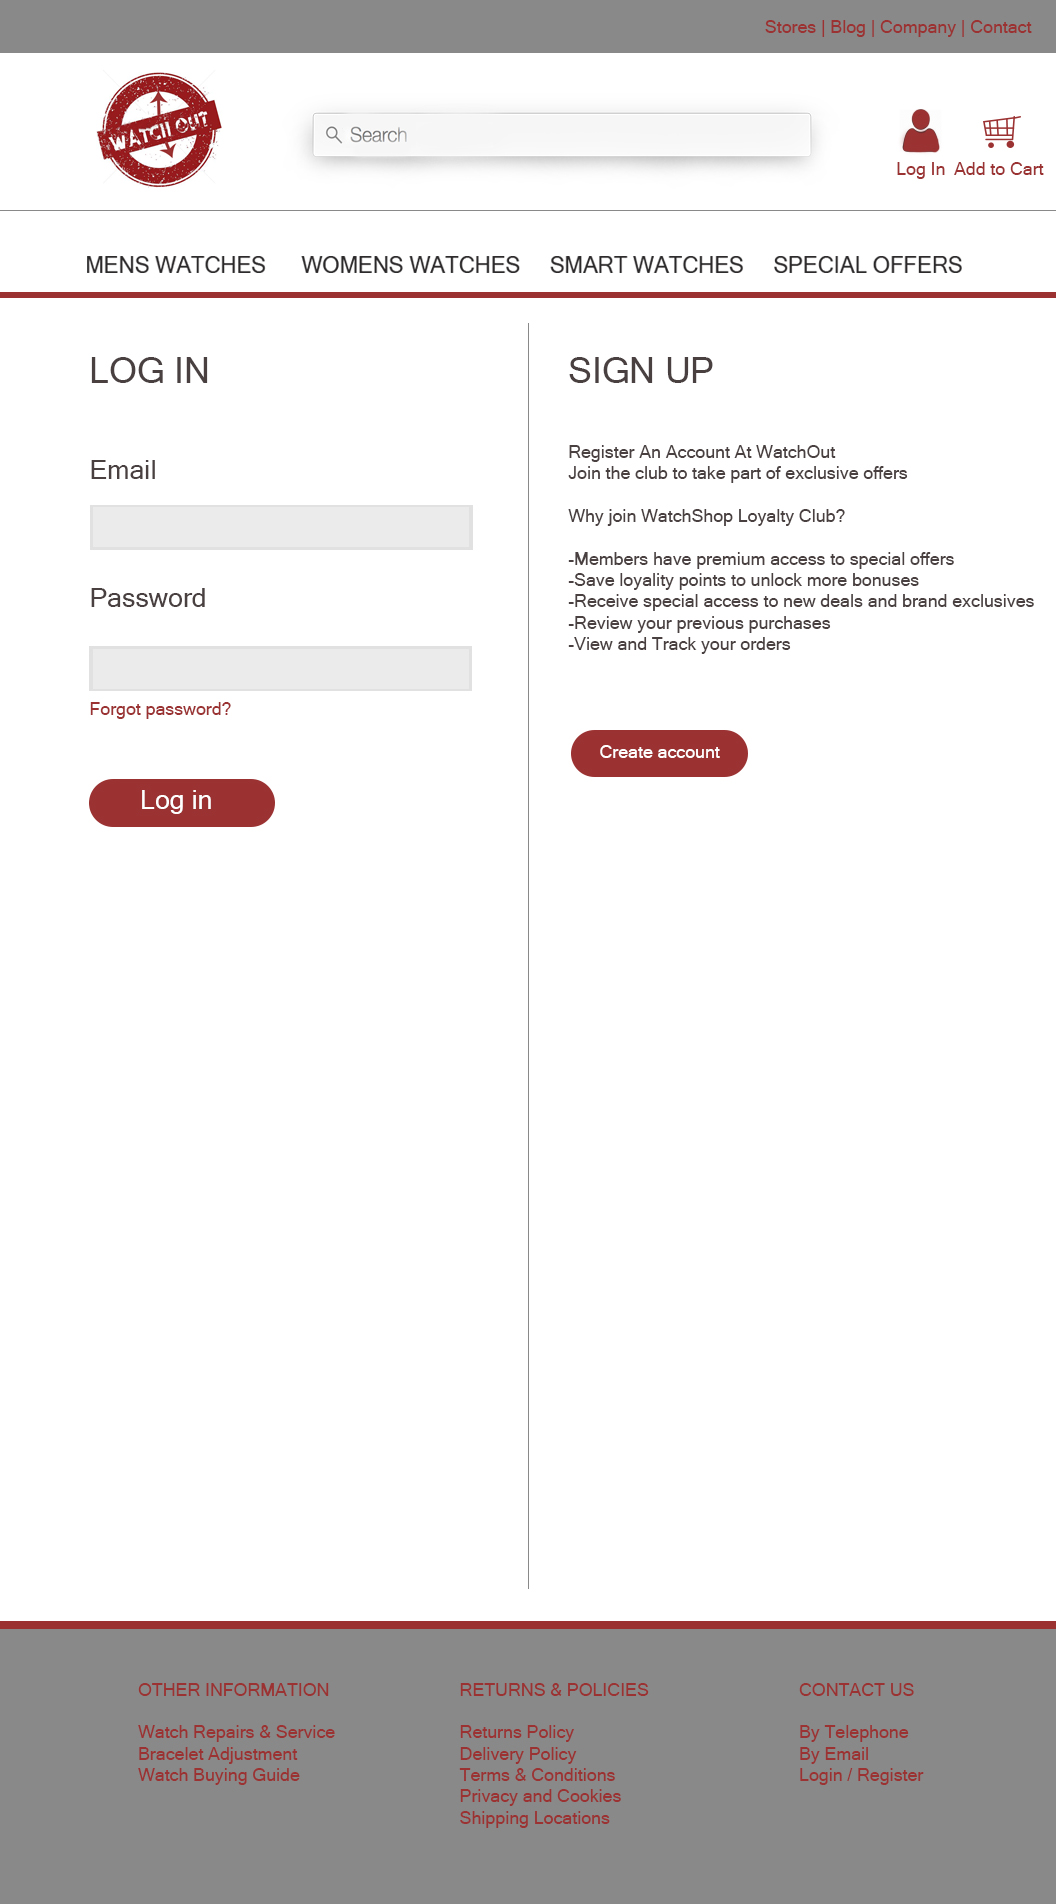 Stores | Blog | Company | Contact
WATCH OUT
Search
Log In Add to Cart
MENS WATCHES WOMENS WATCHES SMART WATCHES SPECIAL OFFERS
LOG IN
Email
Password
Forgot password?
Log in
SIGN UP
Register An Account At WatchOut
Join the club to take part of exclusive offers
Why join WatchShop Loyalty Club?
-Members have premium access to special offers
-Save loyality points to unlock more bonuses
-Receive special access to new deals and brand exclusives
-Review your previous purchases
-View and Track your orders
Create account
OTHER INFORMATION
Watch Repairs & Service
Bracelet Adjustment
Watch Buying Guide
RETURNS & POLICIES
Returns Policy
Delivery Policy
Terms & Conditions
Privacy and Cookies
Shipping Locations
CONTACT US
By Telephone
By Email
Login / Register